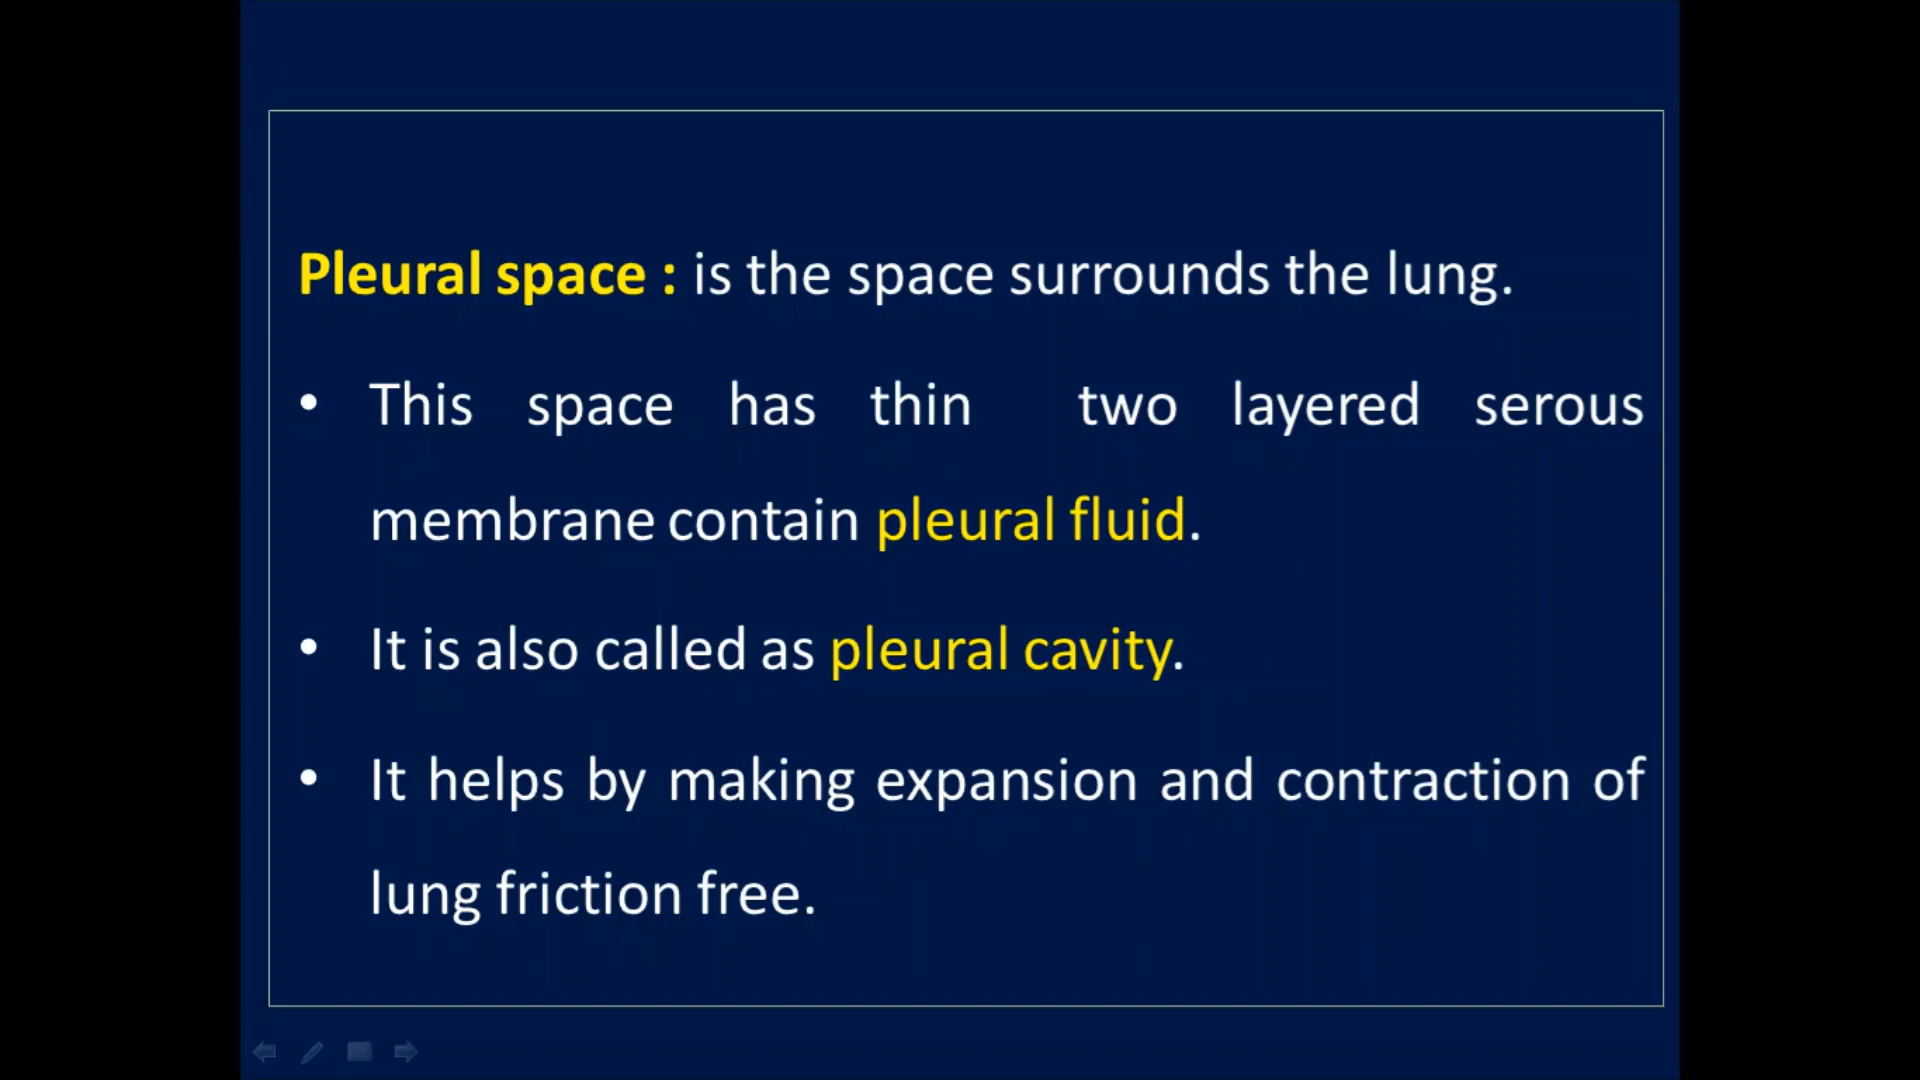 Pleural space : is the space surrounds the lung.
• This space has thin two layered serous
membrane contain pleural fluid.
• It is also called as pleural cavity.
• It helps by making expansion and contraction of
lung friction free.